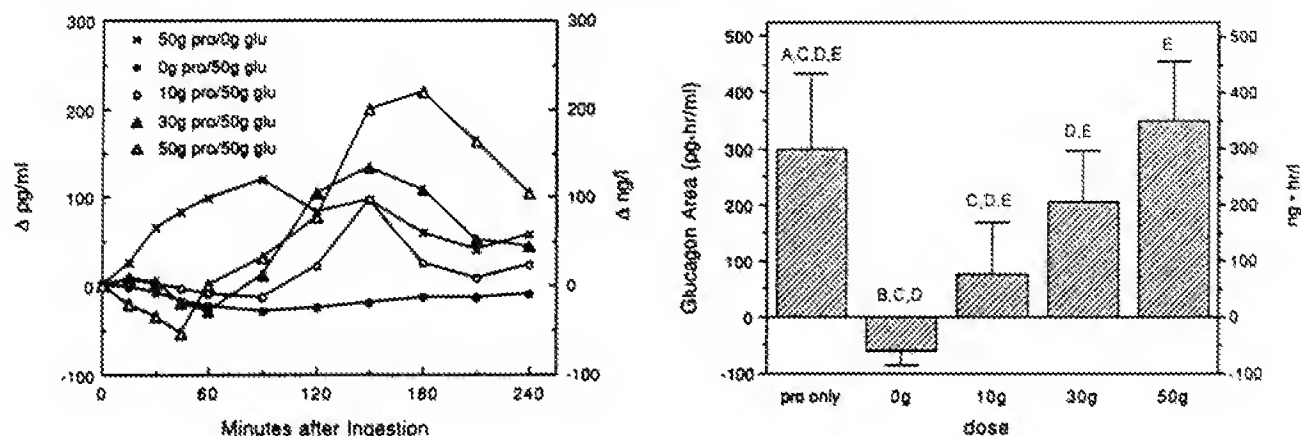 300
200
100
0
-100
Δ pg/ml
50g pro/0g glu
0g pro/50g glu
10g pro/50g glu
30g pro/50g glu
50g pro/50g glu
300
200
100
0
-100
Δ ng/l
0 60 120 180 240
Minutes after Ingestion
500
400
300
200
100
0
-100
Glucagon Area (pg•hr/ml)
A,C,D,E
B,C,D
C,D,E
D,E
E
500
400
300
200
100
0
-100
ng • hr/l
pro only 0g 10g 30g 50g
dose